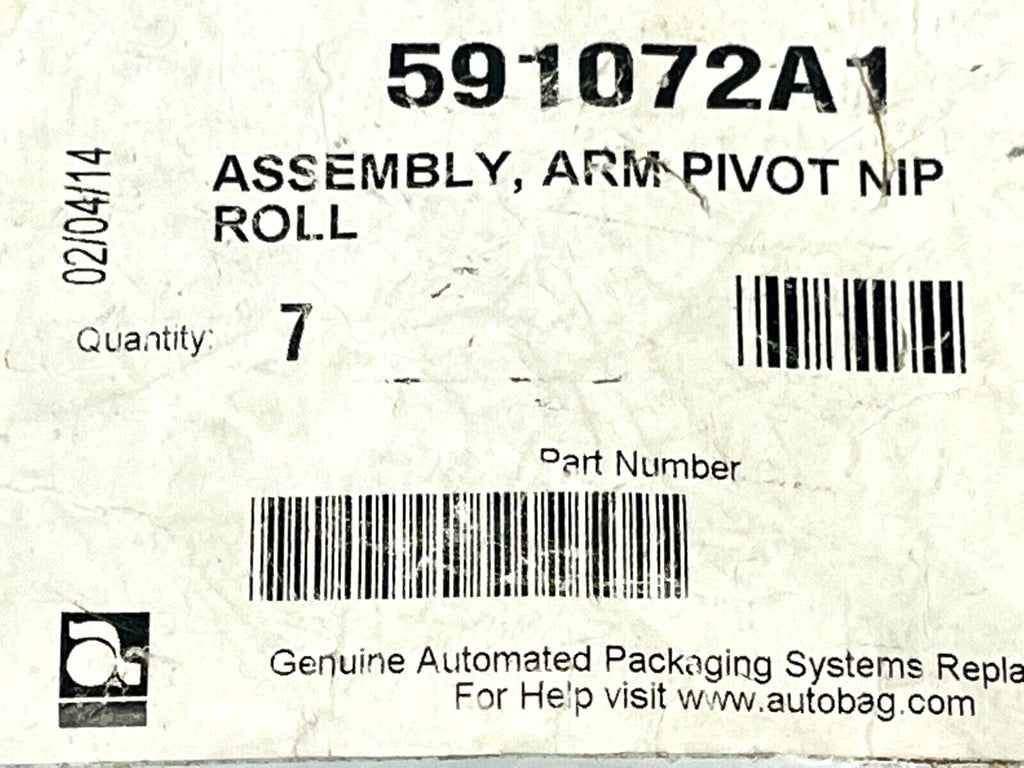 591072A1
ASSEMBLY, ARM PIVOT NIP
ROLL
02/04/14
Quantity: 7
Part Number
Genuine Automated Packaging Systems Repla
For Help visit www.autobag.com